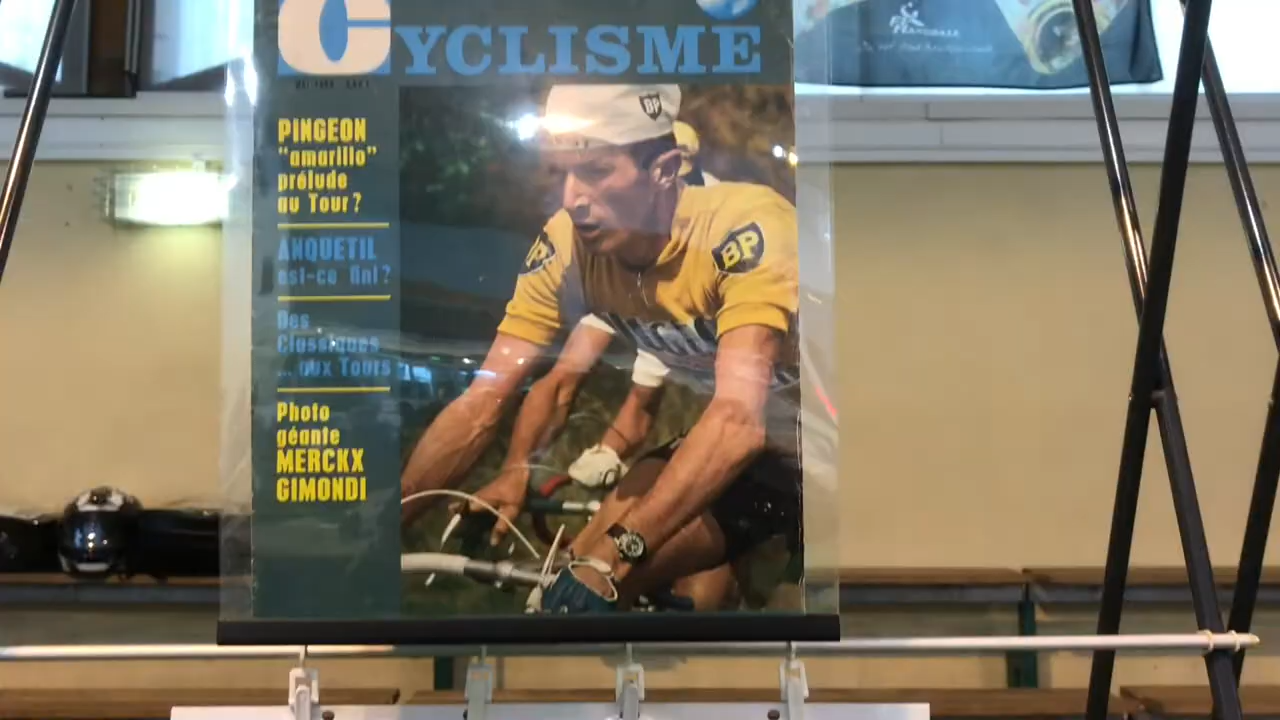 CYCLISME
PINGEON
"amarillo"
prélude
au Tour?
ANQUETIL
est-ce fini?
Des
Classiques
... aux Tours
Photo
géante
MERCKX
GIMONDI
BP
BP